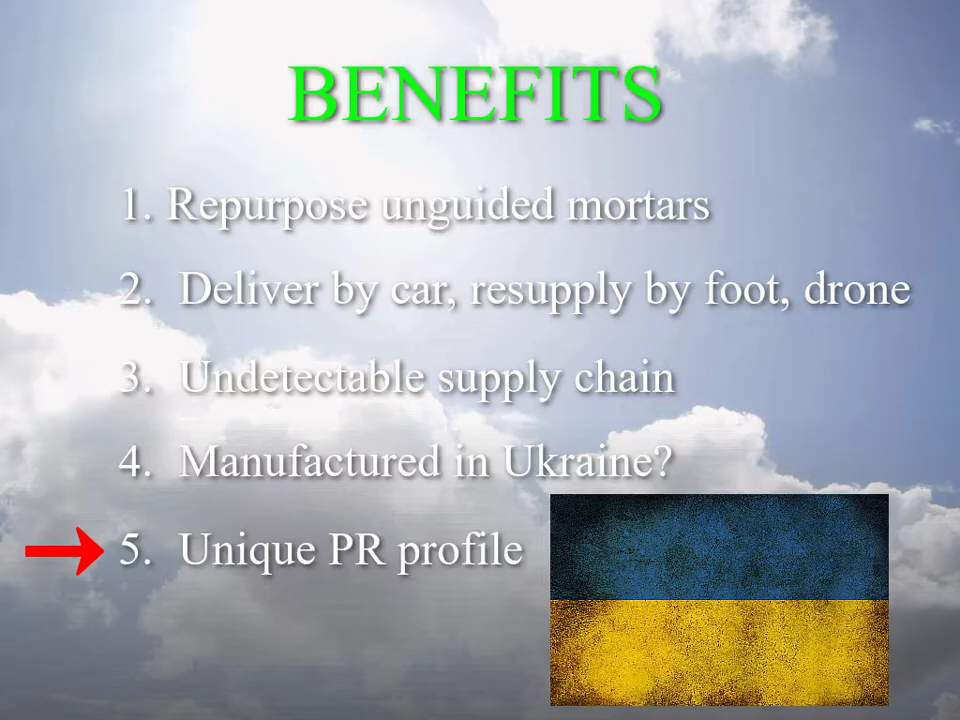 BENEFITS
1. Repurpose unguided mortars
2. Deliver by car, resupply by foot, drone
3. Undetectable supply chain
4. Manufactured in Ukraine?
5. Unique PR profile